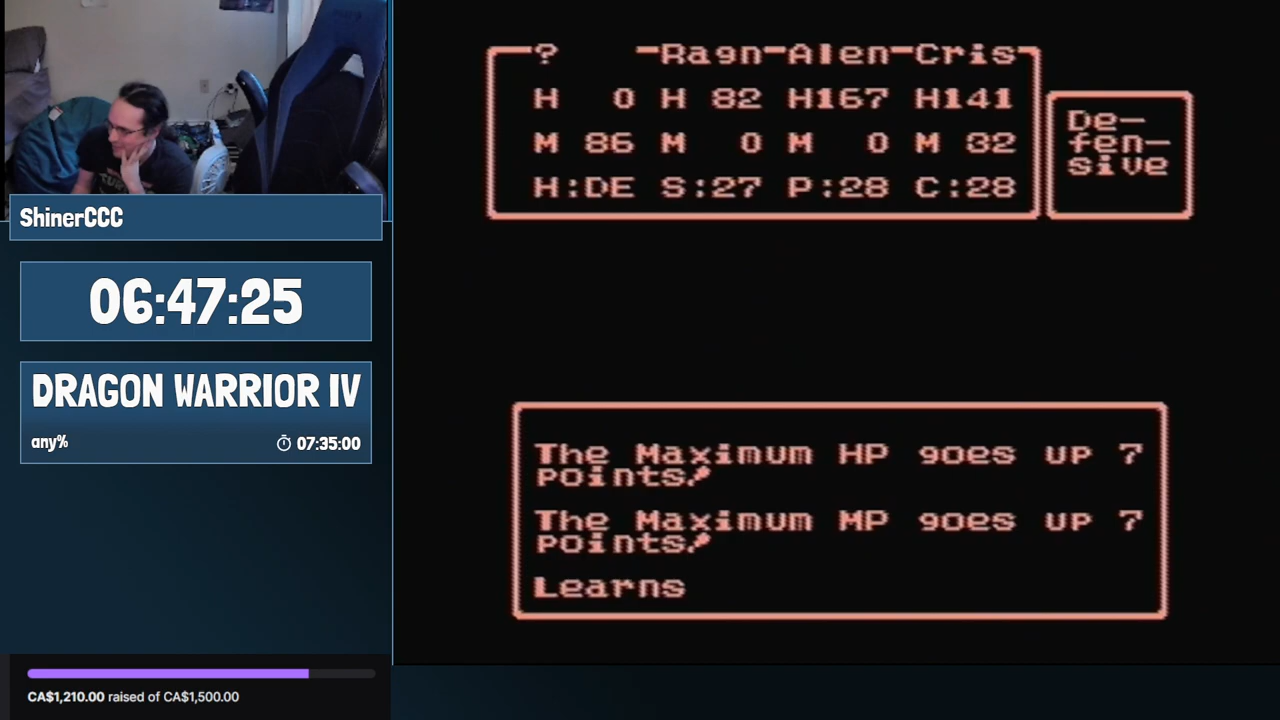 ShinerCCC
06:47:25
DRAGON WARRIOR IV
any%
07:35:00
CA$1,210.00 raised of CA$1,500.00
? Ragn Alen Cris
H 0 H 82 H167 H141
M 86 M 0 M 0 M 32
H:DE S:27 P:28 C:28
De-
fen-
sive
The Maximum HP goes up 7
points!
The Maximum MP goes up 7
points!
Learns